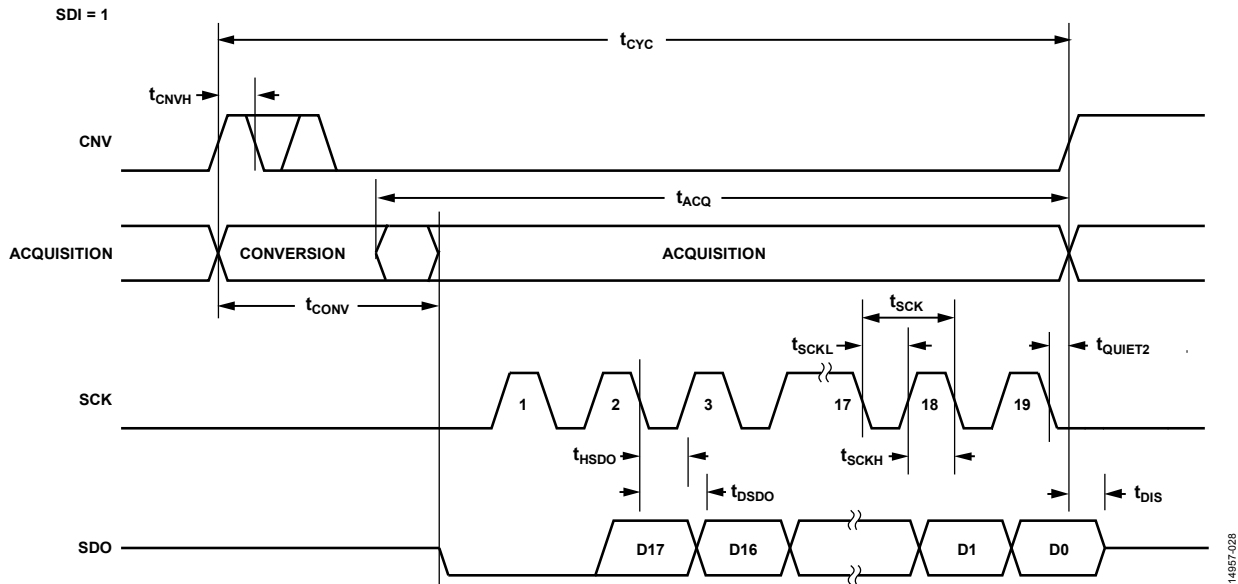 SDI = 1
tCYC
tCNVH
CNV
tACQ
ACQUISITION
CONVERSION
ACQUISITION
tCONV
tSCK
tSCKL
tQUIET2
SCK
1
2
3
17
18
19
tHSDO
tSCKH
tDSDO
tDIS
SDO
D17
D16
D1
D0
14957-028